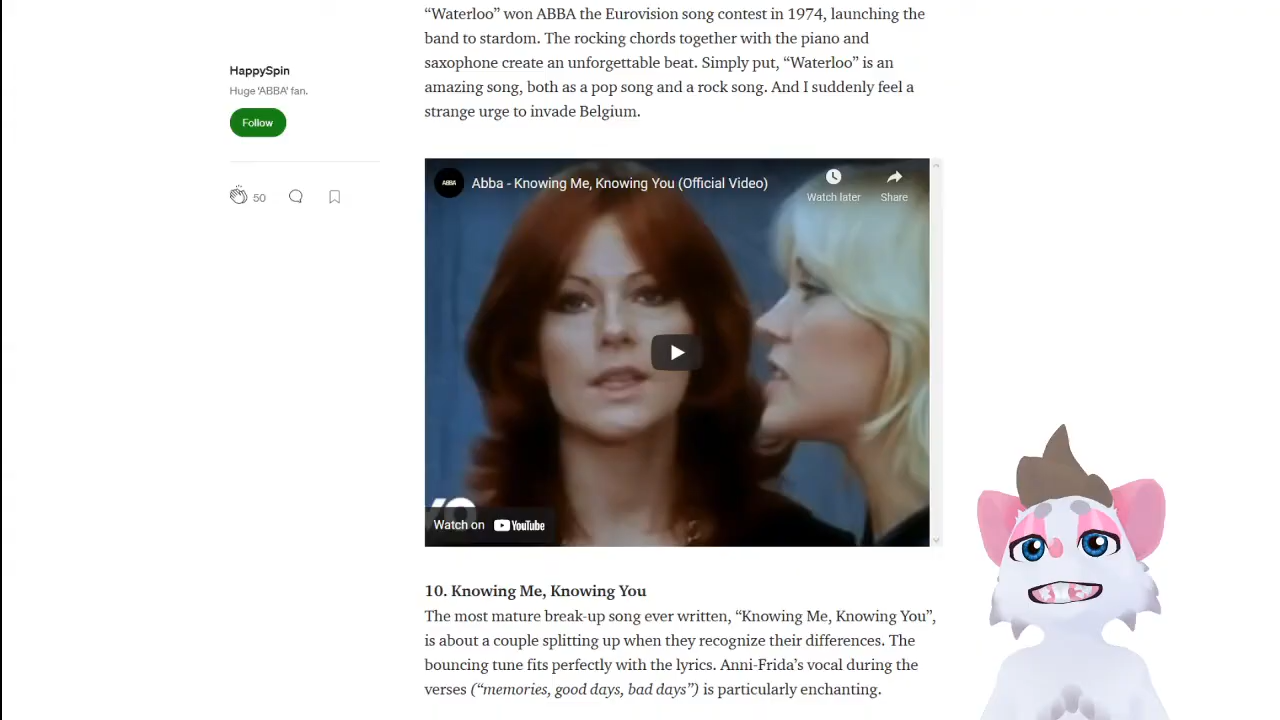 “Waterloo” won ABBA the Eurovision song contest in 1974, launching the
band to stardom. The rocking chords together with the piano and
saxophone create an unforgettable beat. Simply put, “Waterloo” is an
amazing song, both as a pop song and a rock song. And I suddenly feel a
strange urge to invade Belgium.
HappySpin
Huge 'ABBA' fan.
Follow
50
ABBA
Abba - Knowing Me, Knowing You (Official Video)
Watch later
Share
Watch on YouTube
10. Knowing Me, Knowing You
The most mature break-up song ever written, “Knowing Me, Knowing You”,
is about a couple splitting up when they recognize their differences. The
bouncing tune fits perfectly with the lyrics. Anni-Frida’s vocal during the
verses (“memories, good days, bad days”) is particularly enchanting.